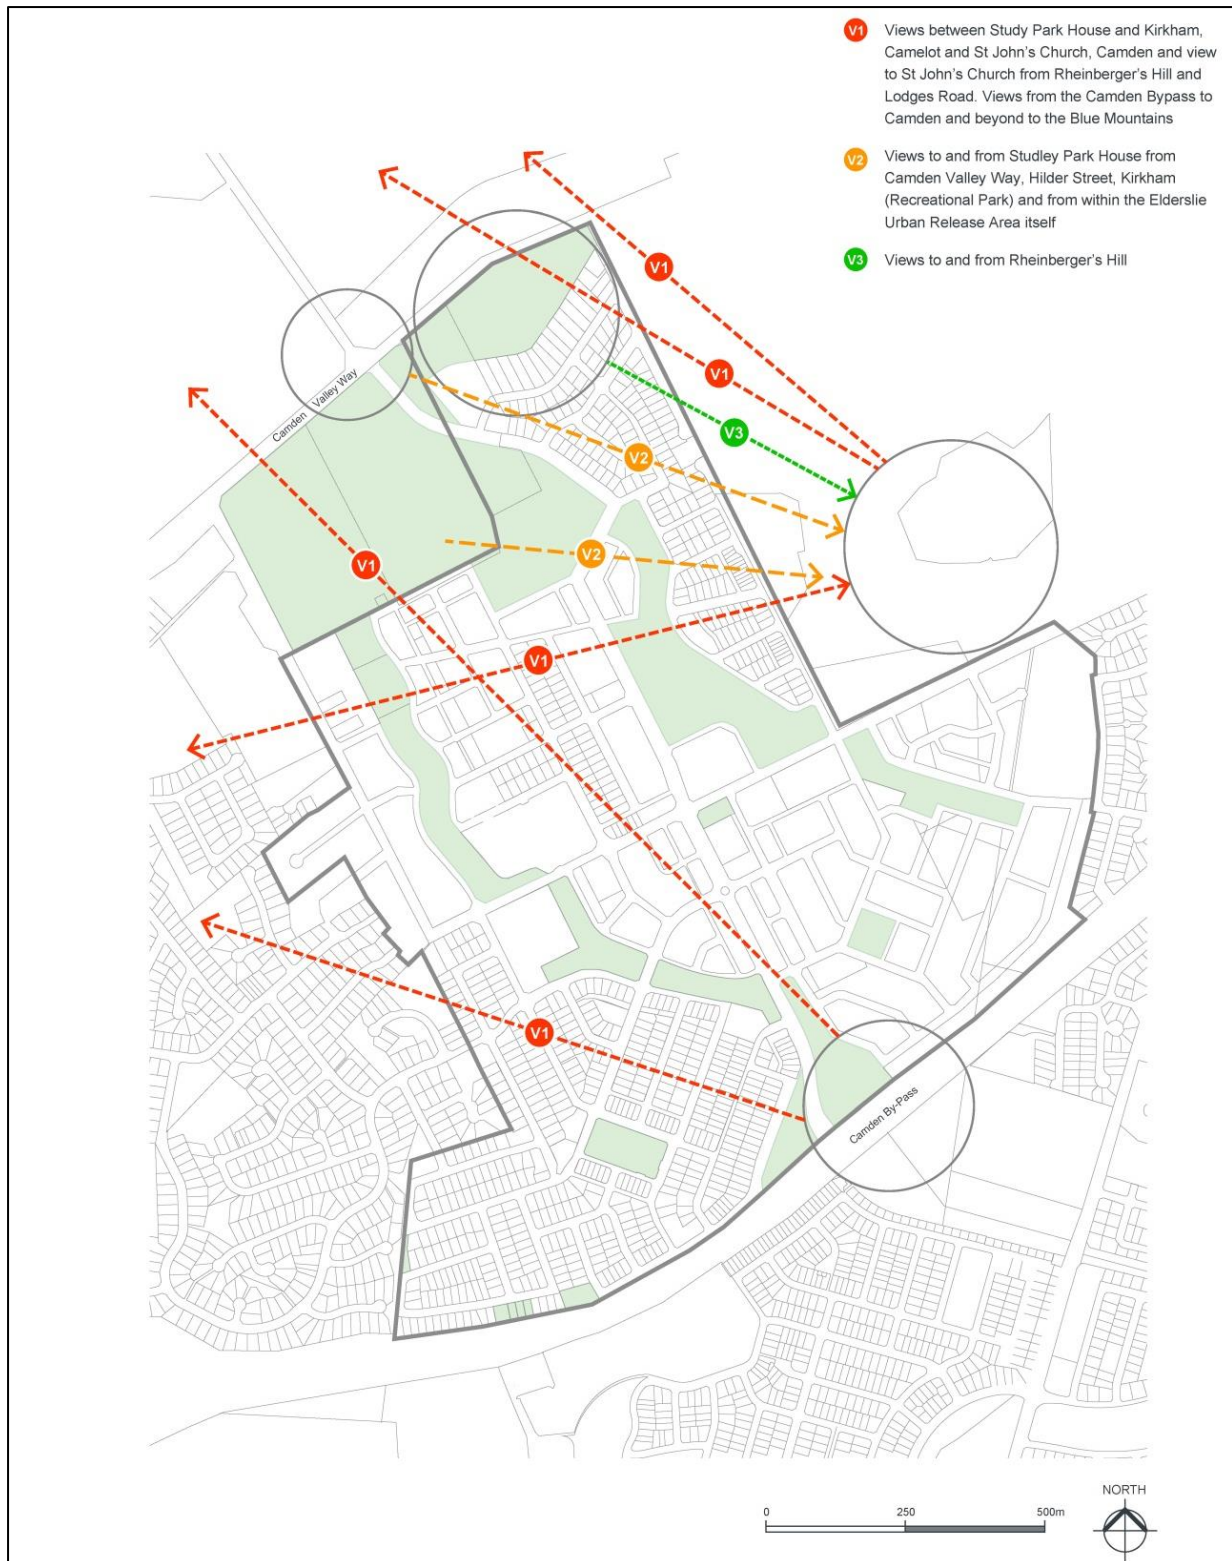 V1 Views between Study Park House and Kirkham,
Camelot and St John's Church, Camden and view
to St John's Church from Rheinberger's Hill and
Lodges Road. Views from the Camden Bypass to
Camden and beyond to the Blue Mountains
V2 Views to and from Studley Park House from
Camden Valley Way, Hilder Street, Kirkham
(Recreational Park) and from within the Elderslie
Urban Release Area itself
V3 Views to and from Rheinberger's Hill
V1
V1
Camden Valley Way
V3
V2
V2
V1
V1
V1
Camden By-Pass
NORTH
0 250 500m